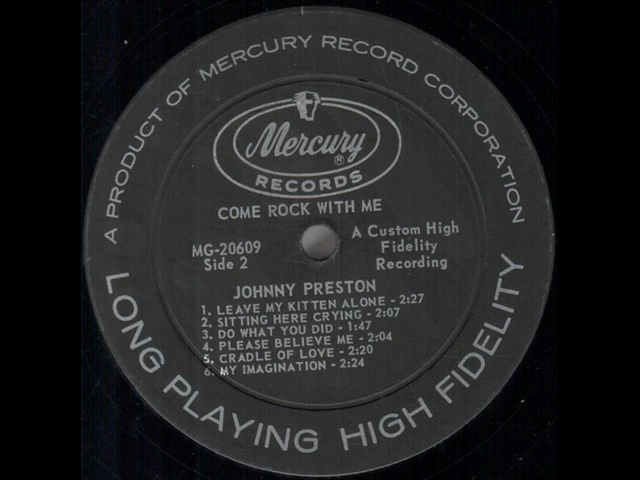 A PRODUCT OF MERCURY RECORD CORPORATION
Mercury®
RECORDS
COME ROCK WITH ME
MG-20609
Side 2
A Custom High
Fidelity
Recording
JOHNNY PRESTON
1. LEAVE MY KITTEN ALONE - 2:27
2. SITTING HERE CRYING - 2:07
3. DO WHAT YOU DID - 1:47
4. PLEASE BELIEVE ME - 2:04
5. CRADLE OF LOVE - 2:20
6. MY IMAGINATION - 2:24
LONG PLAYING HIGH FIDELITY